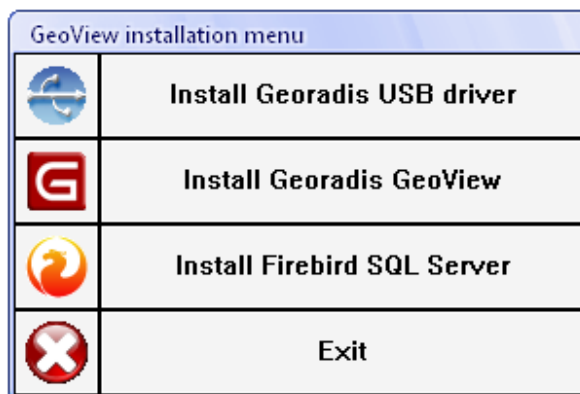 GeoView installation menu
Install Georadis USB driver
Install Georadis GeoView
Install Firebird SQL Server
Exit